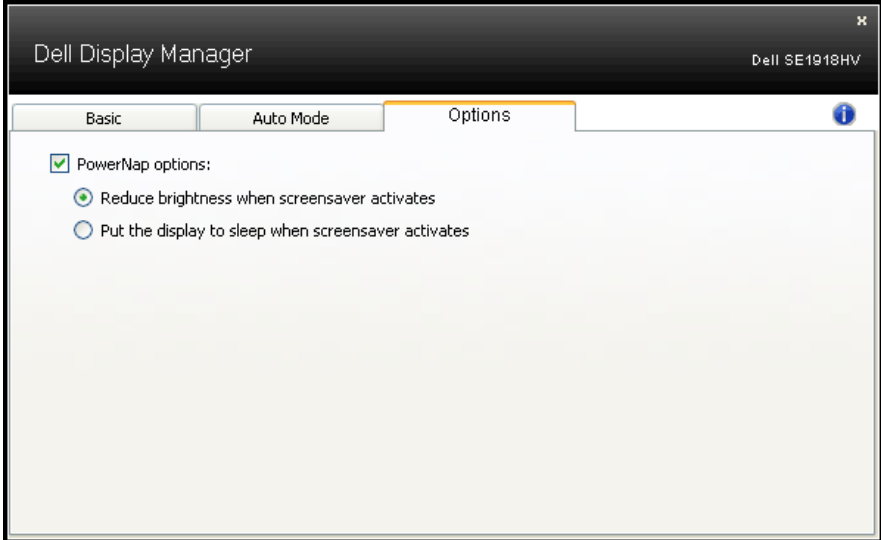 x
Dell Display Manager
Dell SE1918HV
Basic
Auto Mode
Options
i
PowerNap options:
Reduce brightness when screensaver activates
Put the display to sleep when screensaver activates